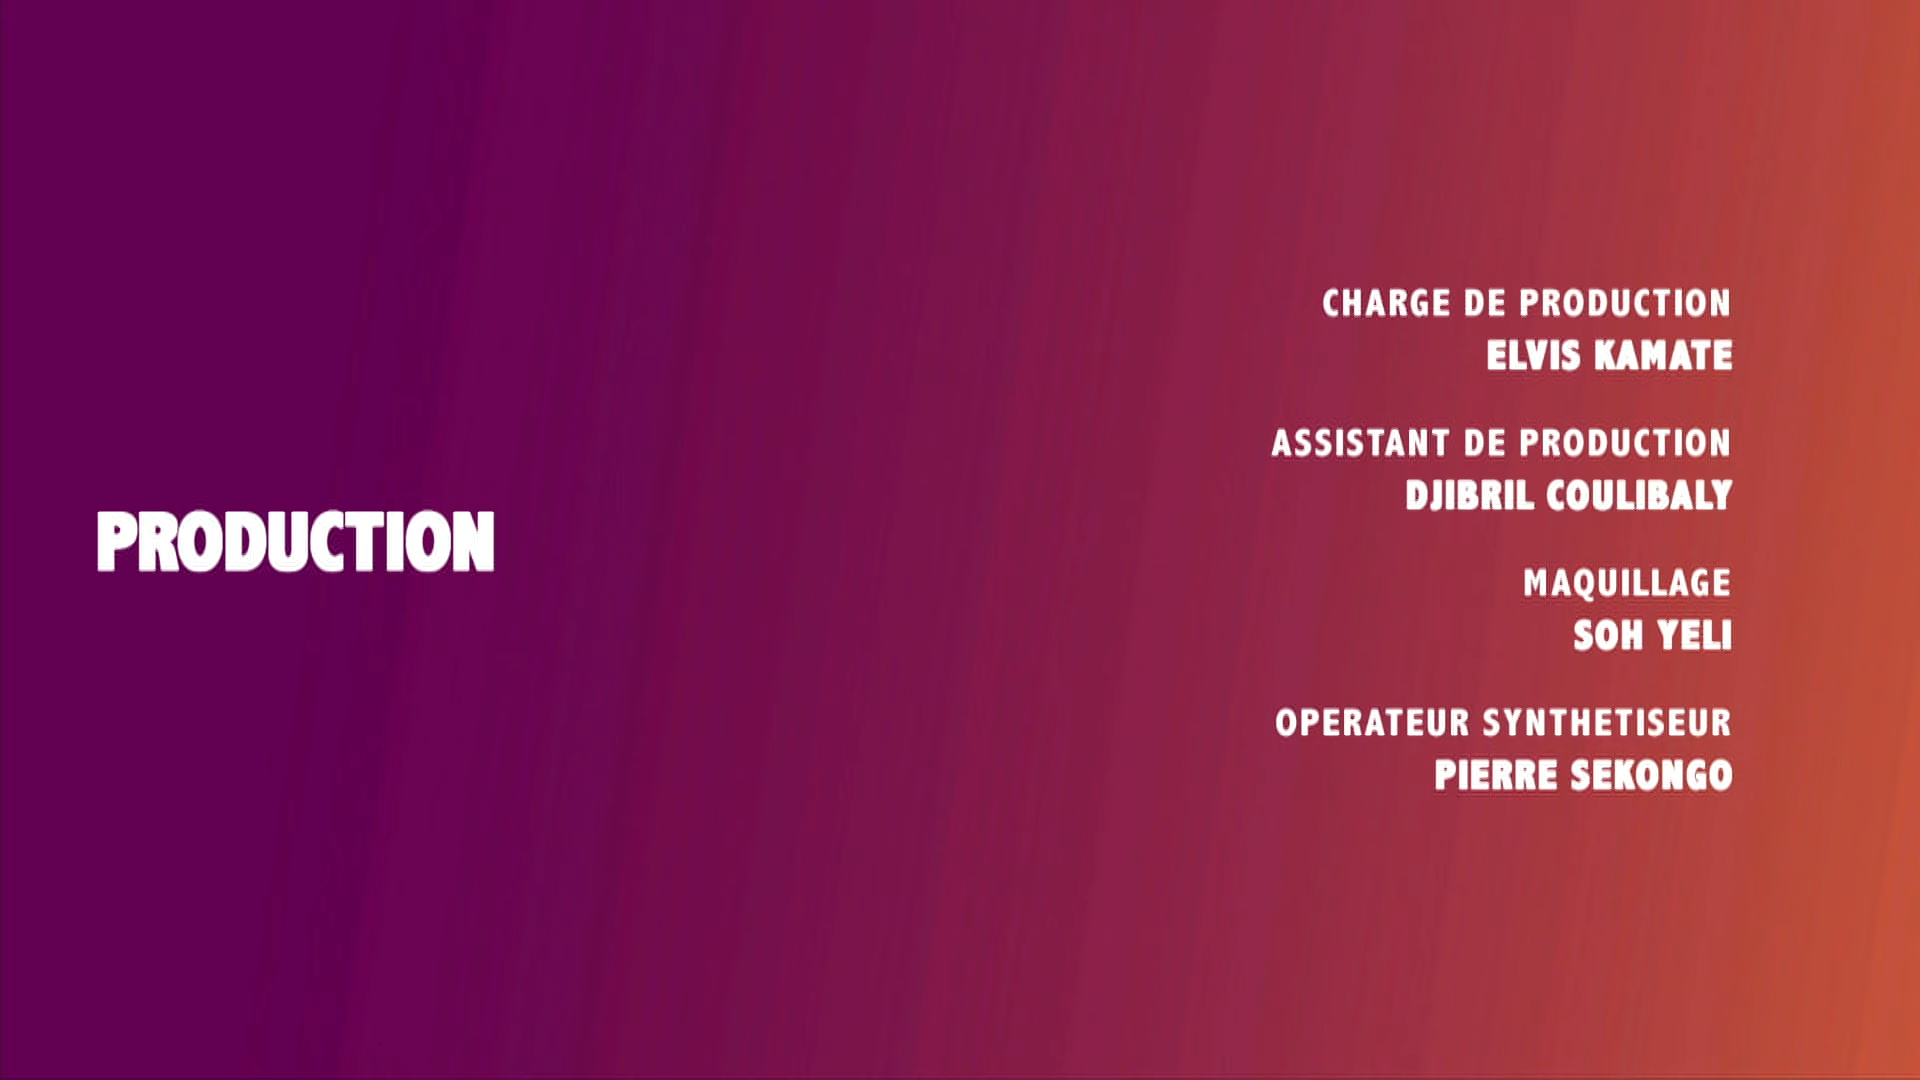 PRODUCTION
CHARGE DE PRODUCTION
ELVIS KAMATE
ASSISTANT DE PRODUCTION
DJIBRIL COULIBALY
MAQUILLAGE
SOH YELI
OPERATEUR SYNTHETISEUR
PIERRE SEKONGO